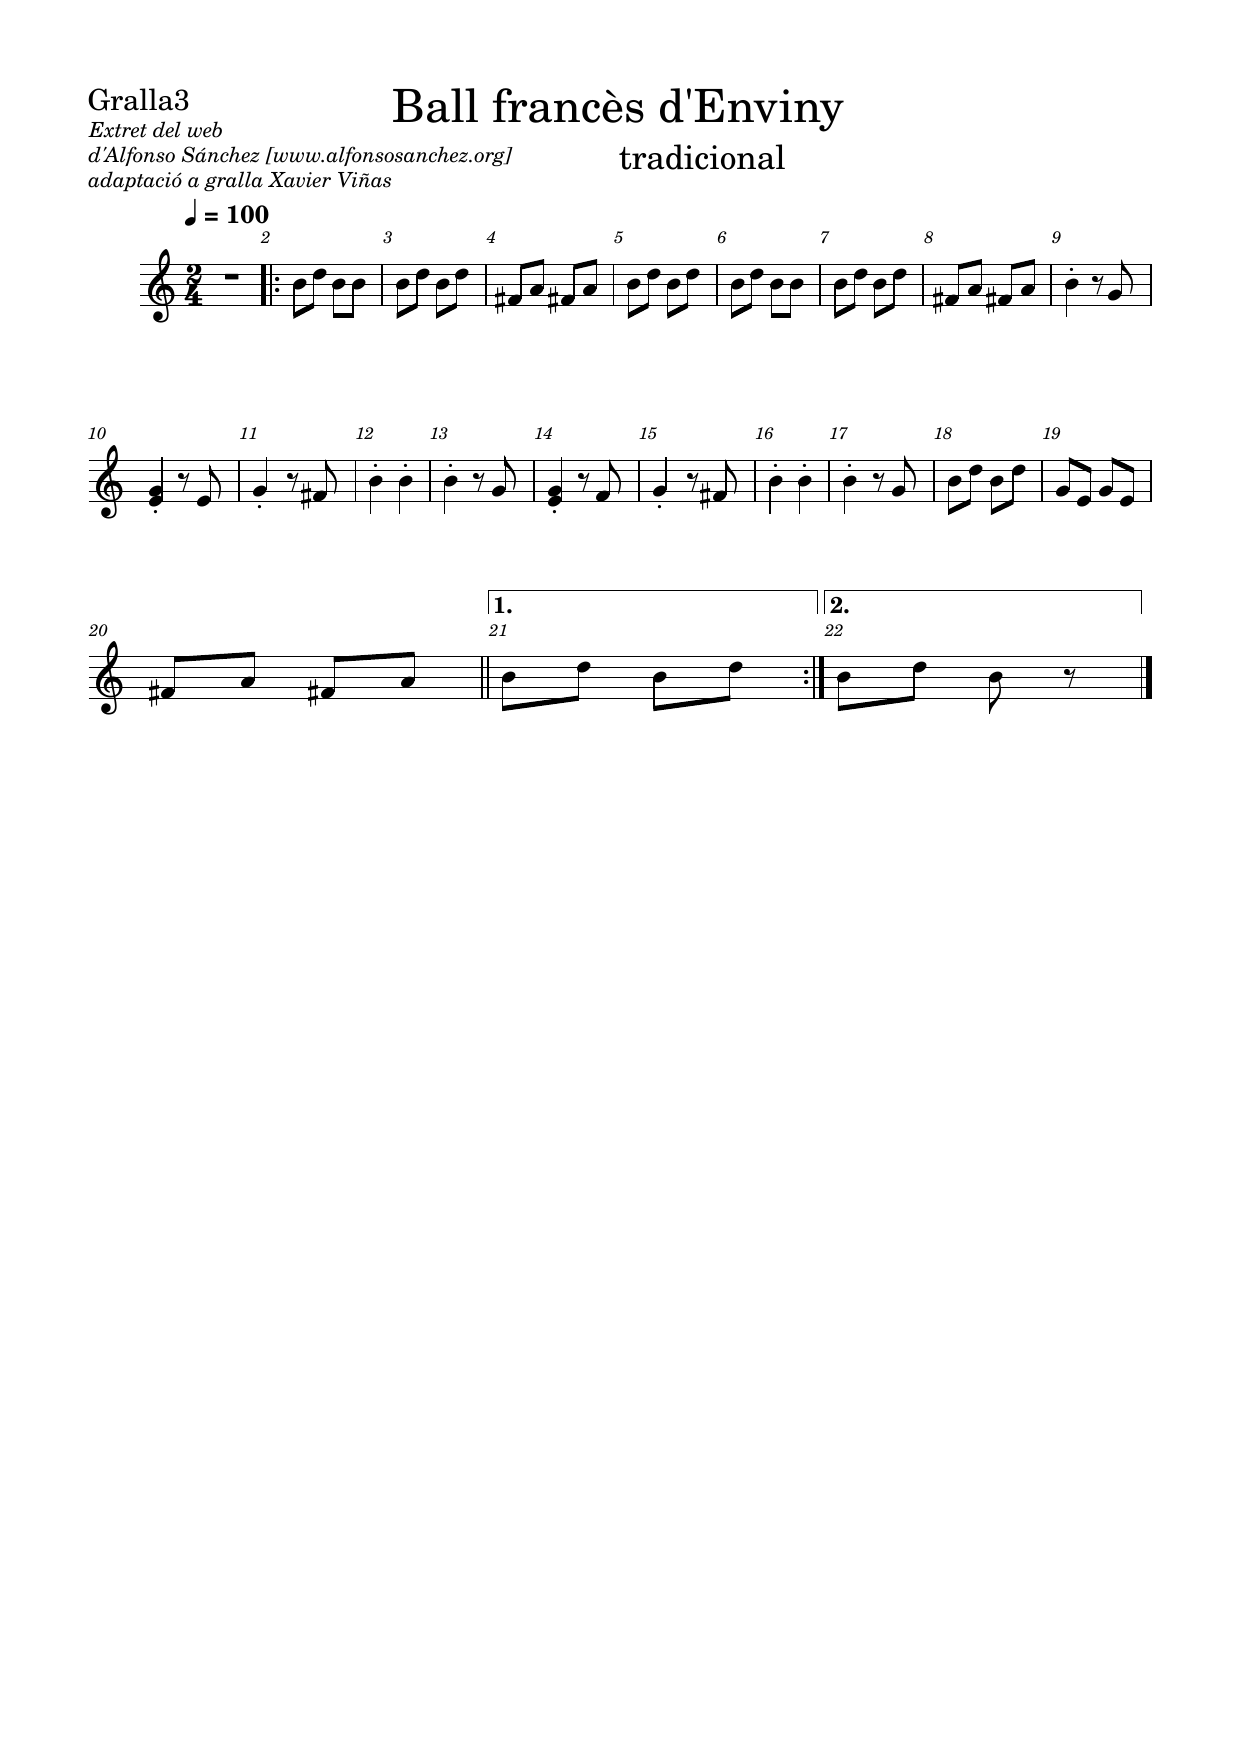 Gralla3
Ball francès d'Enviny
Extret del web
d'Alfonso Sánchez [www.alfonsosanchez.org]
tradicional
adaptació a gralla Xavier Viñas
= 100
2 3 4 5 6 7 8 9
2
4
10 11 12 13 14 15 16 17 18 19
1. 2.
20 21 22